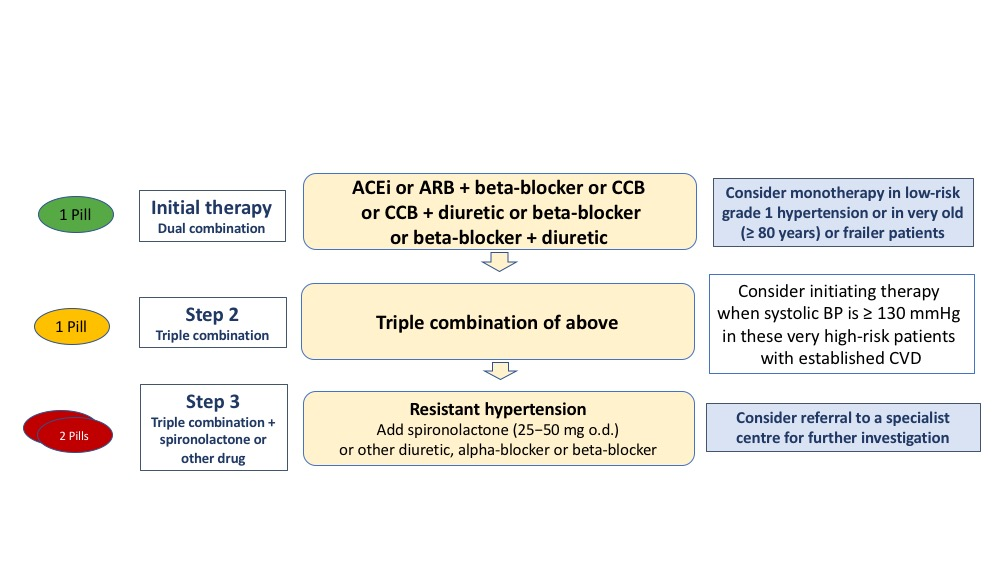 1 Pill
Initial therapy
Dual combination
ACEi or ARB + beta-blocker or CCB
or CCB + diuretic or beta-blocker
or beta-blocker + diuretic
Consider monotherapy in low-risk
grade 1 hypertension or in very old
(≥ 80 years) or frailer patients
1 Pill
Step 2
Triple combination
Triple combination of above
Consider initiating therapy
when systolic BP is ≥ 130 mmHg
in these very high-risk patients
with established CVD
2 Pills
Step 3
Triple combination +
spironolactone or
other drug
Resistant hypertension
Add spironolactone (25–50 mg o.d.)
or other diuretic, alpha-blocker or beta-blocker
Consider referral to a specialist
centre for further investigation